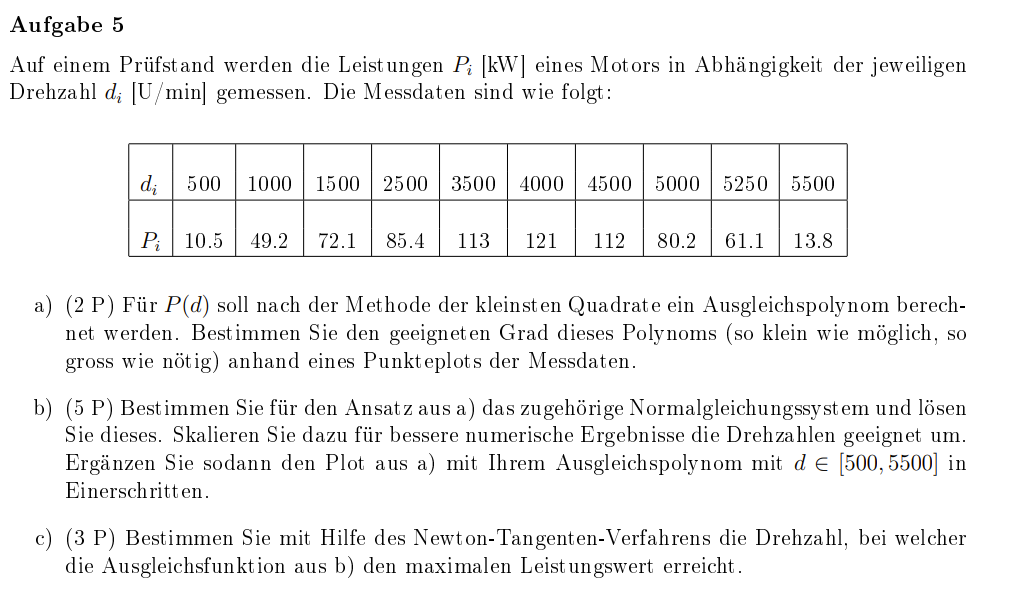 Aufgabe 5
Auf einem Prüfstand werden die Leistungen P_i [kW] eines Motors in Abhängigkeit der jeweiligen
Drehzahl d_i [U/min] gemessen. Die Messdaten sind wie folgt:
d_i 500 1000 1500 2500 3500 4000 4500 5000 5250 5500
P_i 10.5 49.2 72.1 85.4 113 121 112 80.2 61.1 13.8
a) (2 P) Für P(d) soll nach der Methode der kleinsten Quadrate ein Ausgleichspolynom berech-
net werden. Bestimmen Sie den geeigneten Grad dieses Polynoms (so klein wie möglich, so
gross wie nötig) anhand eines Punkteplots der Messdaten.
b) (5 P) Bestimmen Sie für den Ansatz aus a) das zugehörige Normalgleichungssystem und lösen
Sie dieses. Skalieren Sie dazu für bessere numerische Ergebnisse die Drehzahlen geeignet um.
Ergänzen Sie sodann den Plot aus a) mit Ihrem Ausgleichspolynom mit d ∈ [500, 5500] in
Einerschritten.
c) (3 P) Bestimmen Sie mit Hilfe des Newton-Tangenten-Verfahrens die Drehzahl, bei welcher
die Ausgleichsfunktion aus b) den maximalen Leistungswert erreicht.